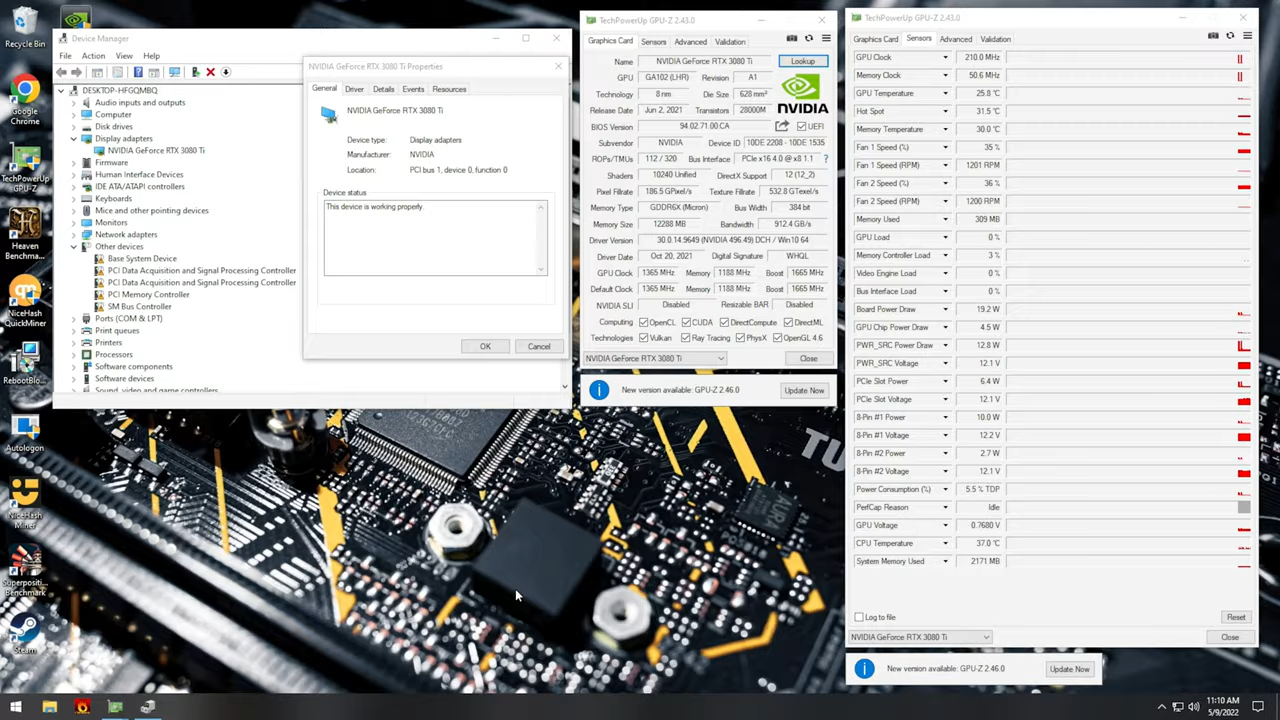 Recycle Bin
Google
Chrome
TechPowerUp
GPU-Z
Heaven
Benchmar...
NiceHash
QuickMiner
RebootBlo...
Autologon
NiceHash
Miner
Superpositi...
Benchmark
Steam
Device Manager
File Action View Help
DESKTOP-HFGQMBQ
Audio inputs and outputs
Computer
Disk drives
Display adapters
NVIDIA GeForce RTX 3080 Ti
Firmware
Human Interface Devices
IDE ATA/ATAPI controllers
Keyboards
Mice and other pointing devices
Monitors
Network adapters
Other devices
Base System Device
PCI Data Acquisition and Signal Processing Controller
PCI Data Acquisition and Signal Processing Controller
PCI Memory Controller
SM Bus Controller
Ports (COM & LPT)
Print queues
Printers
Processors
Software components
Software devices
Sound, video and game controllers
NVIDIA GeForce RTX 3080 Ti Properties
General Driver Details Events Resources
NVIDIA GeForce RTX 3080 Ti
Device type: Display adapters
Manufacturer: NVIDIA
Location: PCI bus 1, device 0, function 0
Device status
This device is working properly.
OK Cancel
TechPowerUp GPU-Z 2.43.0
Graphics Card Sensors Advanced Validation
Name NVIDIA GeForce RTX 3080 Ti Lookup
GPU GA102 (LHR) Revision A1
Technology 8 nm Die Size 628 mm²
Release Date Jun 2, 2021 Transistors 28000M
NVIDIA
BIOS Version 94.02.71.00.CA UEFI
Subvendor NVIDIA Device ID 10DE 2208 - 10DE 1535
ROPs/TMUs 112 / 320 Bus Interface PCIe x16 4.0 @ x8 1.1 ?
Shaders 10240 Unified DirectX Support 12 (12_2)
Pixel Fillrate 186.5 GPixel/s Texture Fillrate 532.8 GTexel/s
Memory Type GDDR6X (Micron) Bus Width 384 bit
Memory Size 12288 MB Bandwidth 912.4 GB/s
Driver Version 30.0.14.9649 (NVIDIA 496.49) DCH / Win10 64
Driver Date Oct 20, 2021 Digital Signature WHQL
GPU Clock 1365 MHz Memory 1188 MHz Boost 1665 MHz
Default Clock 1365 MHz Memory 1188 MHz Boost 1665 MHz
NVIDIA SLI Disabled Resizable BAR Disabled
Computing OpenCL CUDA DirectCompute DirectML
Technologies Vulkan Ray Tracing PhysX OpenGL 4.6
NVIDIA GeForce RTX 3080 Ti Close
New version available: GPU-Z 2.46.0 Update Now
TechPowerUp GPU-Z 2.43.0
Graphics Card Sensors Advanced Validation
GPU Clock 210.0 MHz
Memory Clock 50.6 MHz
GPU Temperature 25.8 °C
Hot Spot 31.5 °C
Memory Temperature 30.0 °C
Fan 1 Speed (%) 35 %
Fan 1 Speed (RPM) 1201 RPM
Fan 2 Speed (%) 36 %
Fan 2 Speed (RPM) 1200 RPM
Memory Used 309 MB
GPU Load 0 %
Memory Controller Load 3 %
Video Engine Load 0 %
Bus Interface Load 0 %
Board Power Draw 19.2 W
GPU Chip Power Draw 4.5 W
PWR_SRC Power Draw 12.8 W
PWR_SRC Voltage 12.1 V
PCIe Slot Power 6.4 W
PCIe Slot Voltage 12.1 V
8-Pin #1 Power 10.0 W
8-Pin #1 Voltage 12.2 V
8-Pin #2 Power 2.7 W
8-Pin #2 Voltage 12.1 V
Power Consumption (%) 5.5 % TDP
PerfCap Reason Idle
GPU Voltage 0.7680 V
CPU Temperature 37.0 °C
System Memory Used 2171 MB
Log to file Reset
NVIDIA GeForce RTX 3080 Ti Close
New version available: GPU-Z 2.46.0 Update Now
11:10 AM
5/9/2022